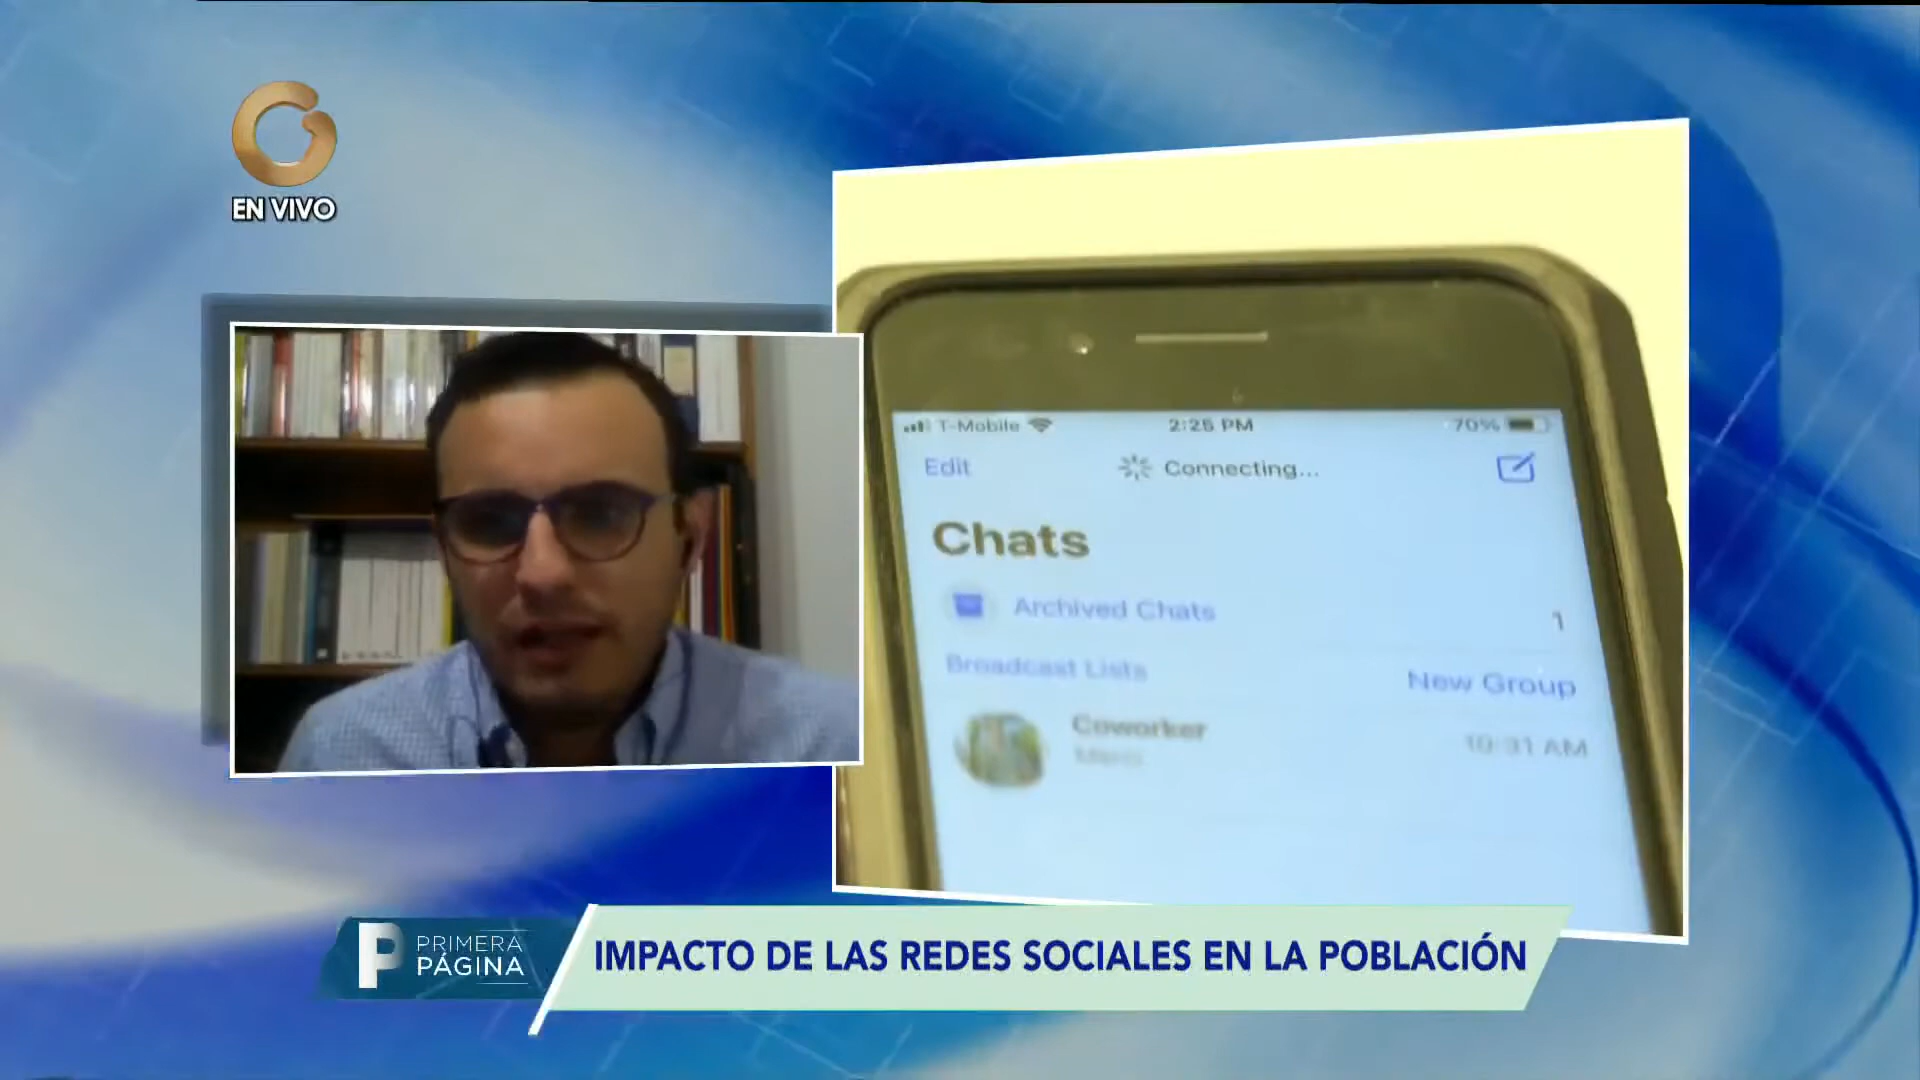 EN VIVO
T-Mobile
2:25 PM
70%
Edit
Connecting...
Chats
Archived Chats
1
Broadcast Lists
New Group
Coworker
10:31 AM
PRIMERA
PÁGINA
IMPACTO DE LAS REDES SOCIALES EN LA POBLACIÓN